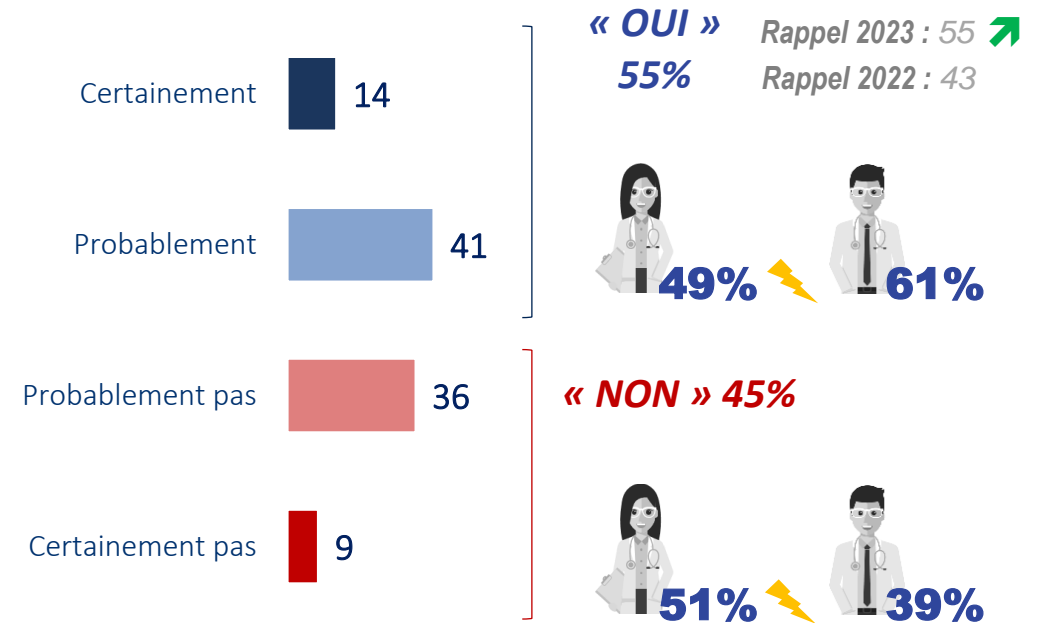 « OUI »
55%
Rappel 2023 : 55
Rappel 2022 : 43
Certainement 14
Probablement 41
49% 61%
Probablement pas 36
« NON » 45%
Certainement pas 9
51% 39%